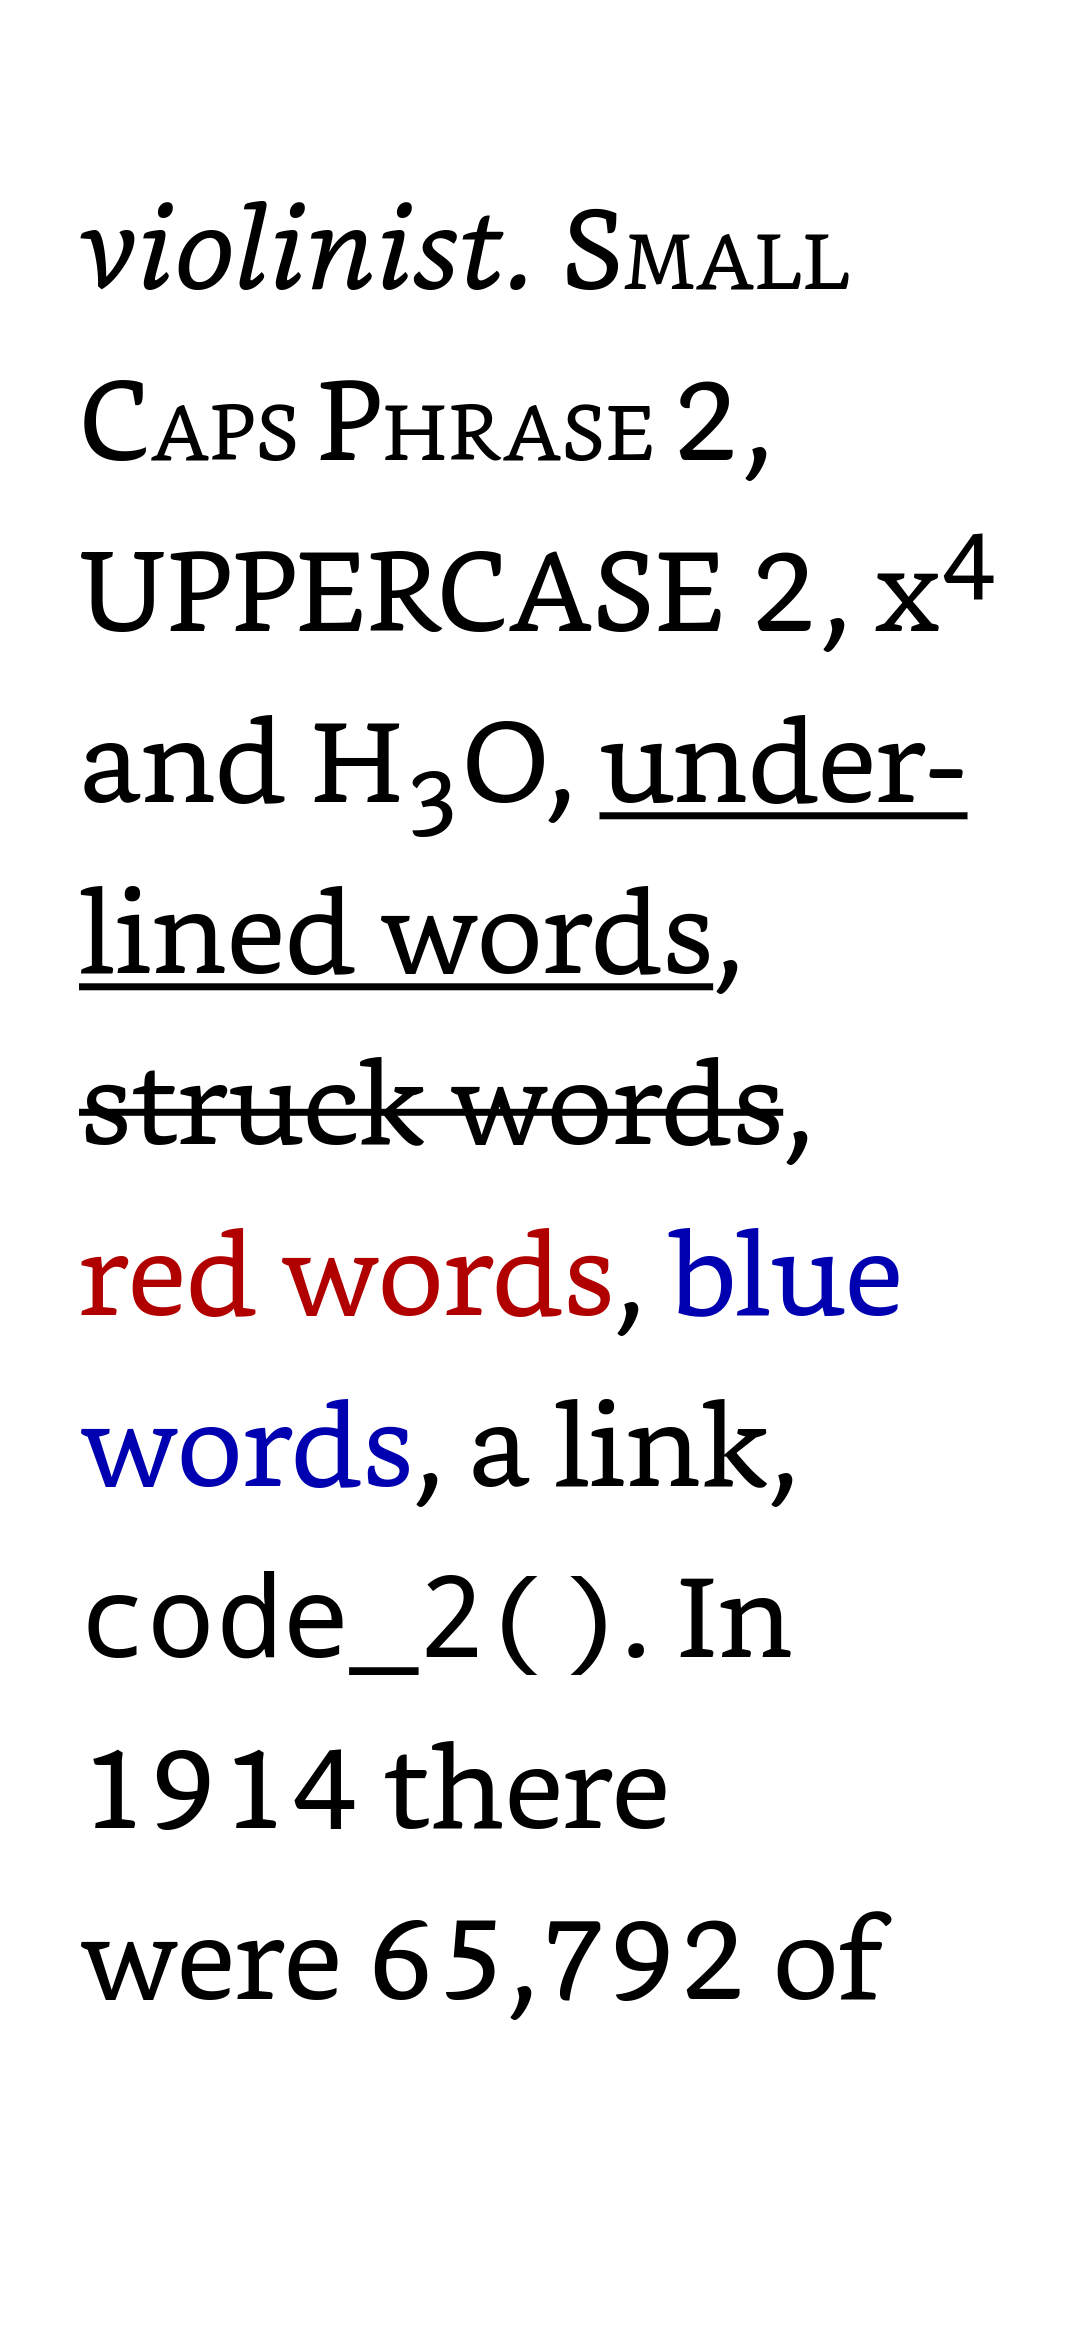 violinist. Small
Caps Phrase 2,
UPPERCASE 2, x⁴
and H₃O, under-
lined words,
struck words,
red words, blue
words, a link,
code_2(). In
1914 there
were 65,792 of